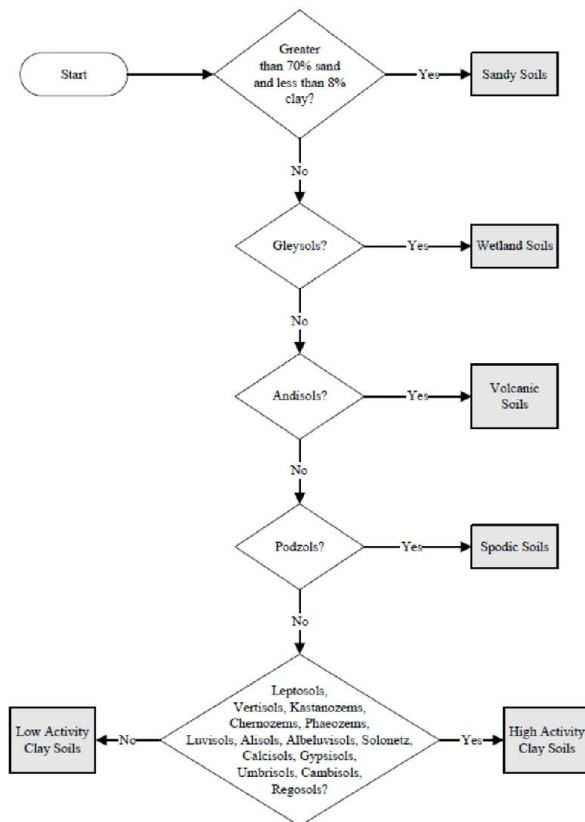 Start
Greater
than 70% sand
and less than 8%
clay?
Yes
Sandy Soils
No
Gleysols?
Yes
Wetland Soils
No
Andisols?
Yes
Volcanic
Soils
No
Podzols?
Yes
Spodic Soils
No
Leptosols,
Vertisols, Kastanozems,
Chernozems, Phaeozems,
Luvisols, Alisols, Albeluvisols, Solonetz,
Calcisols, Gypsisols,
Umbrisols, Cambisols,
Regosols?
No
Low Activity
Clay Soils
Yes
High Activity
Clay Soils